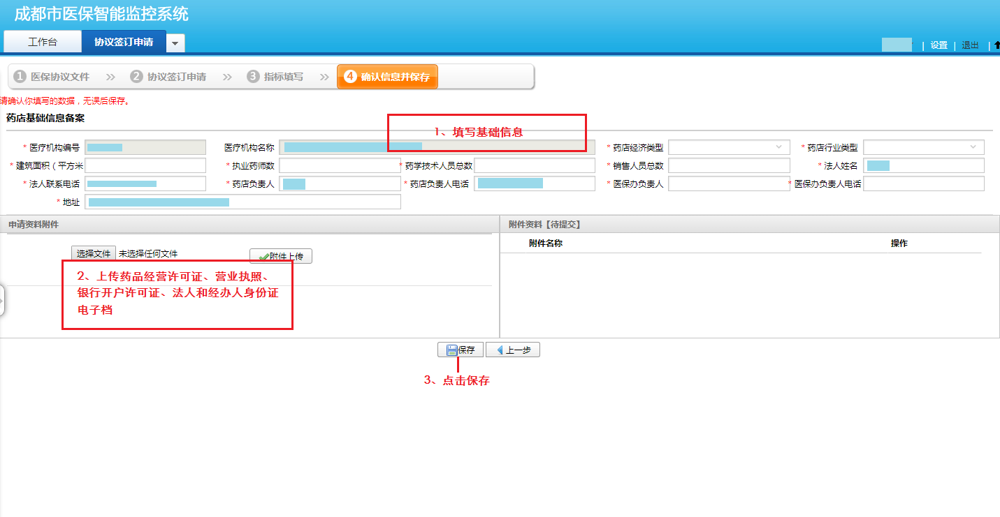 成都市医保智能监控系统
工作台 协议签订申请
| 设置 | 退出 |
1 医保协议文件 >> 2 协议签订申请 >> 3 指标填写 >> 4 确认信息并保存
请确认你填写的数据，无误后保存。
药店基础信息备案
1、填写基础信息
* 医疗机构编号 医疗机构名称 * 药店经济类型 * 药店行业类型
* 建筑面积（平方米 * 执业药师数 * 药学技术人员总数 * 销售人员总数 * 法人姓名
* 法人联系电话 * 药店负责人 * 药店负责人电话 * 医保办负责人 * 医保办负责人电话
* 地址
申请资料附件 附件资料【待提交】
附件名称 操作
选择文件 未选择任何文件 附件上传
2、上传药品经营许可证、营业执照、
银行开户许可证、法人和经办人身份证
电子档
保存 上一步
3、点击保存